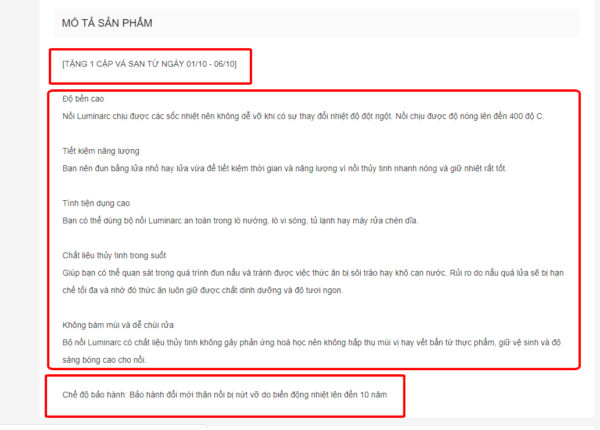 MÔ TẢ SẢN PHẨM
[TẶNG 1 CẶP VÁ SẠN TỪ NGÀY 01/10 - 06/10]
Độ bền cao
Nồi Luminarc chịu được các sốc nhiệt nên không dễ vỡ khi có sự thay đổi nhiệt độ đột ngột. Nồi chịu được độ nóng lên đến 400 độ C.
Tiết kiệm năng lượng
Bạn nên đun bằng lửa nhỏ hay lửa vừa để tiết kiệm thời gian và năng lượng vì nồi thủy tinh nhanh nóng và giữ nhiệt rất tốt.
Tính tiện dụng cao
Bạn có thể dùng bộ nồi Luminarc an toàn trong lò nướng, lò vi sóng, tủ lạnh hay máy rửa chén dĩa.
Chất liệu thủy tinh trong suốt
Giúp bạn có thể quan sát trong quá trình đun nấu và tránh được việc thức ăn bị sôi trào hay khô cạn nước. Rủi ro do nấu quá lửa sẽ bị hạn
chế tối đa và nhờ đó thức ăn luôn giữ được chất dinh dưỡng và độ tươi ngon.
Không bám mùi và dễ chùi rửa
Bộ nồi Luminarc có chất liệu thủy tinh không gây phản ứng hoá học nên không hấp thụ mùi vị hay vết bẩn từ thực phẩm, giữ vệ sinh và độ
sáng bóng cao cho nồi.
Chế độ bảo hành: Bảo hành đổi mới thân nồi bị nứt vỡ do biến động nhiệt lên đến 10 năm